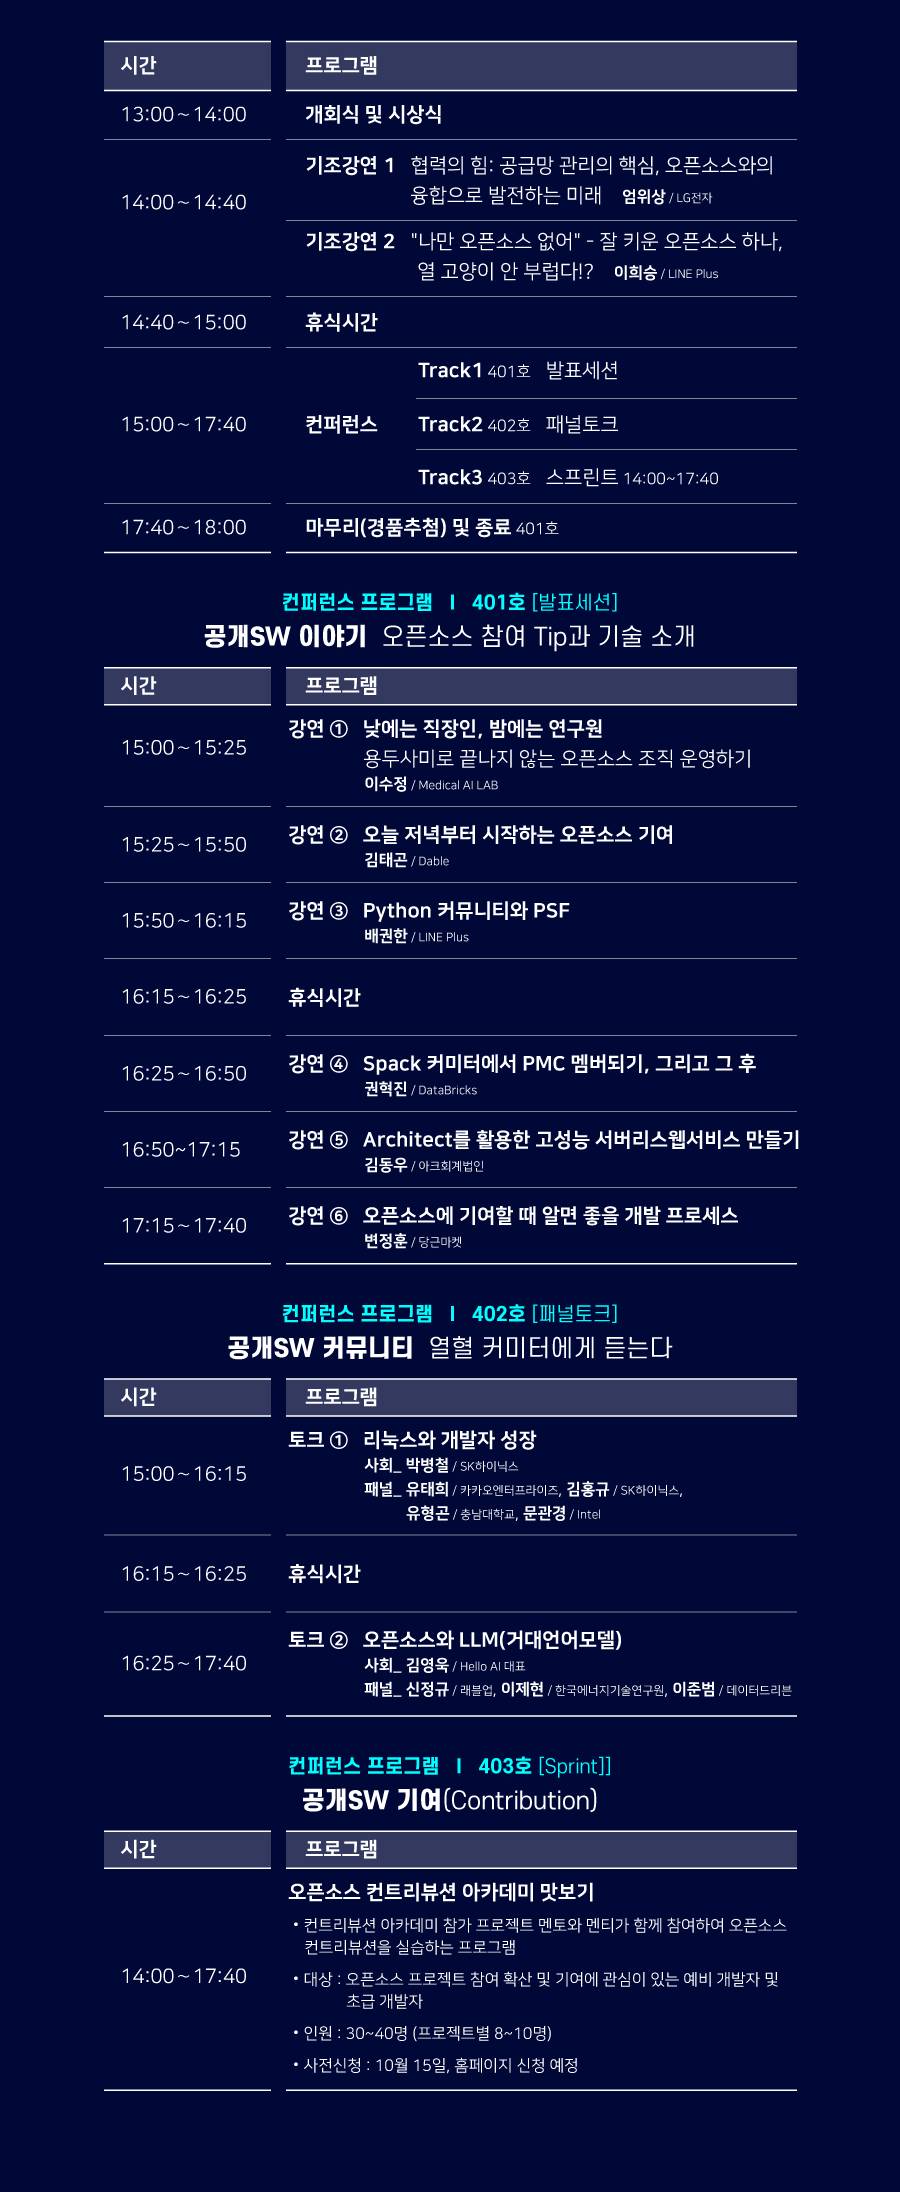 시간 프로그램
13:00~14:00 개회식 및 시상식
14:00~14:40
기조강연 1 협력의 힘: 공급망 관리의 핵심, 오픈소스와의
융합으로 발전하는 미래 엄위상 / LG전자
기조강연 2 "나만 오픈소스 없어" - 잘 키운 오픈소스 하나,
열 고양이 안 부럽다!? 이희승 / LINE Plus
14:40~15:00 휴식시간
Track1 401호 발표세션
15:00~17:40 컨퍼런스 Track2 402호 패널토크
Track3 403호 스프린트 14:00~17:40
17:40~18:00 마무리(경품추첨) 및 종료 401호
컨퍼런스 프로그램 I 401호 [발표세션]
공개SW 이야기 오픈소스 참여 Tip과 기술 소개
시간 프로그램
15:00~15:25
강연 ① 낮에는 직장인, 밤에는 연구원
용두사미로 끝나지 않는 오픈소스 조직 운영하기
이수정 / Medical AI LAB
15:25~15:50
강연 ② 오늘 저녁부터 시작하는 오픈소스 기여
김태곤 / Dable
15:50~16:15
강연 ③ Python 커뮤니티와 PSF
배권한 / LINE Plus
16:15~16:25 휴식시간
16:25~16:50
강연 ④ Spack 커미터에서 PMC 멤버되기, 그리고 그 후
권혁진 / DataBricks
16:50~17:15
강연 ⑤ Architect를 활용한 고성능 서버리스웹서비스 만들기
김동우 / 아크회계법인
17:15~17:40
강연 ⑥ 오픈소스에 기여할 때 알면 좋을 개발 프로세스
변정훈 / 당근마켓
컨퍼런스 프로그램 I 402호 [패널토크]
공개SW 커뮤니티 열혈 커미터에게 듣는다
시간 프로그램
15:00~16:15
토크 ① 리눅스와 개발자 성장
사회_ 박병철 / SK하이닉스
패널_ 유태희 / 카카오엔터프라이즈, 김홍규 / SK하이닉스,
유형곤 / 충남대학교, 문관경 / Intel
16:15~16:25 휴식시간
16:25~17:40
토크 ② 오픈소스와 LLM(거대언어모델)
사회_ 김영욱 / Hello AI 대표
패널_ 신정규 / 래블업, 이제현 / 한국에너지기술연구원, 이준범 / 데이터드리븐
컨퍼런스 프로그램 I 403호 [Sprint]]
공개SW 기여(Contribution)
시간 프로그램
14:00~17:40
오픈소스 컨트리뷰션 아카데미 맛보기
• 컨트리뷰션 아카데미 참가 프로젝트 멘토와 멘티가 함께 참여하여 오픈소스
컨트리뷰션을 실습하는 프로그램
• 대상 : 오픈소스 프로젝트 참여 확산 및 기여에 관심이 있는 예비 개발자 및
초급 개발자
• 인원 : 30~40명 (프로젝트별 8~10명)
• 사전신청 : 10월 15일, 홈페이지 신청 예정